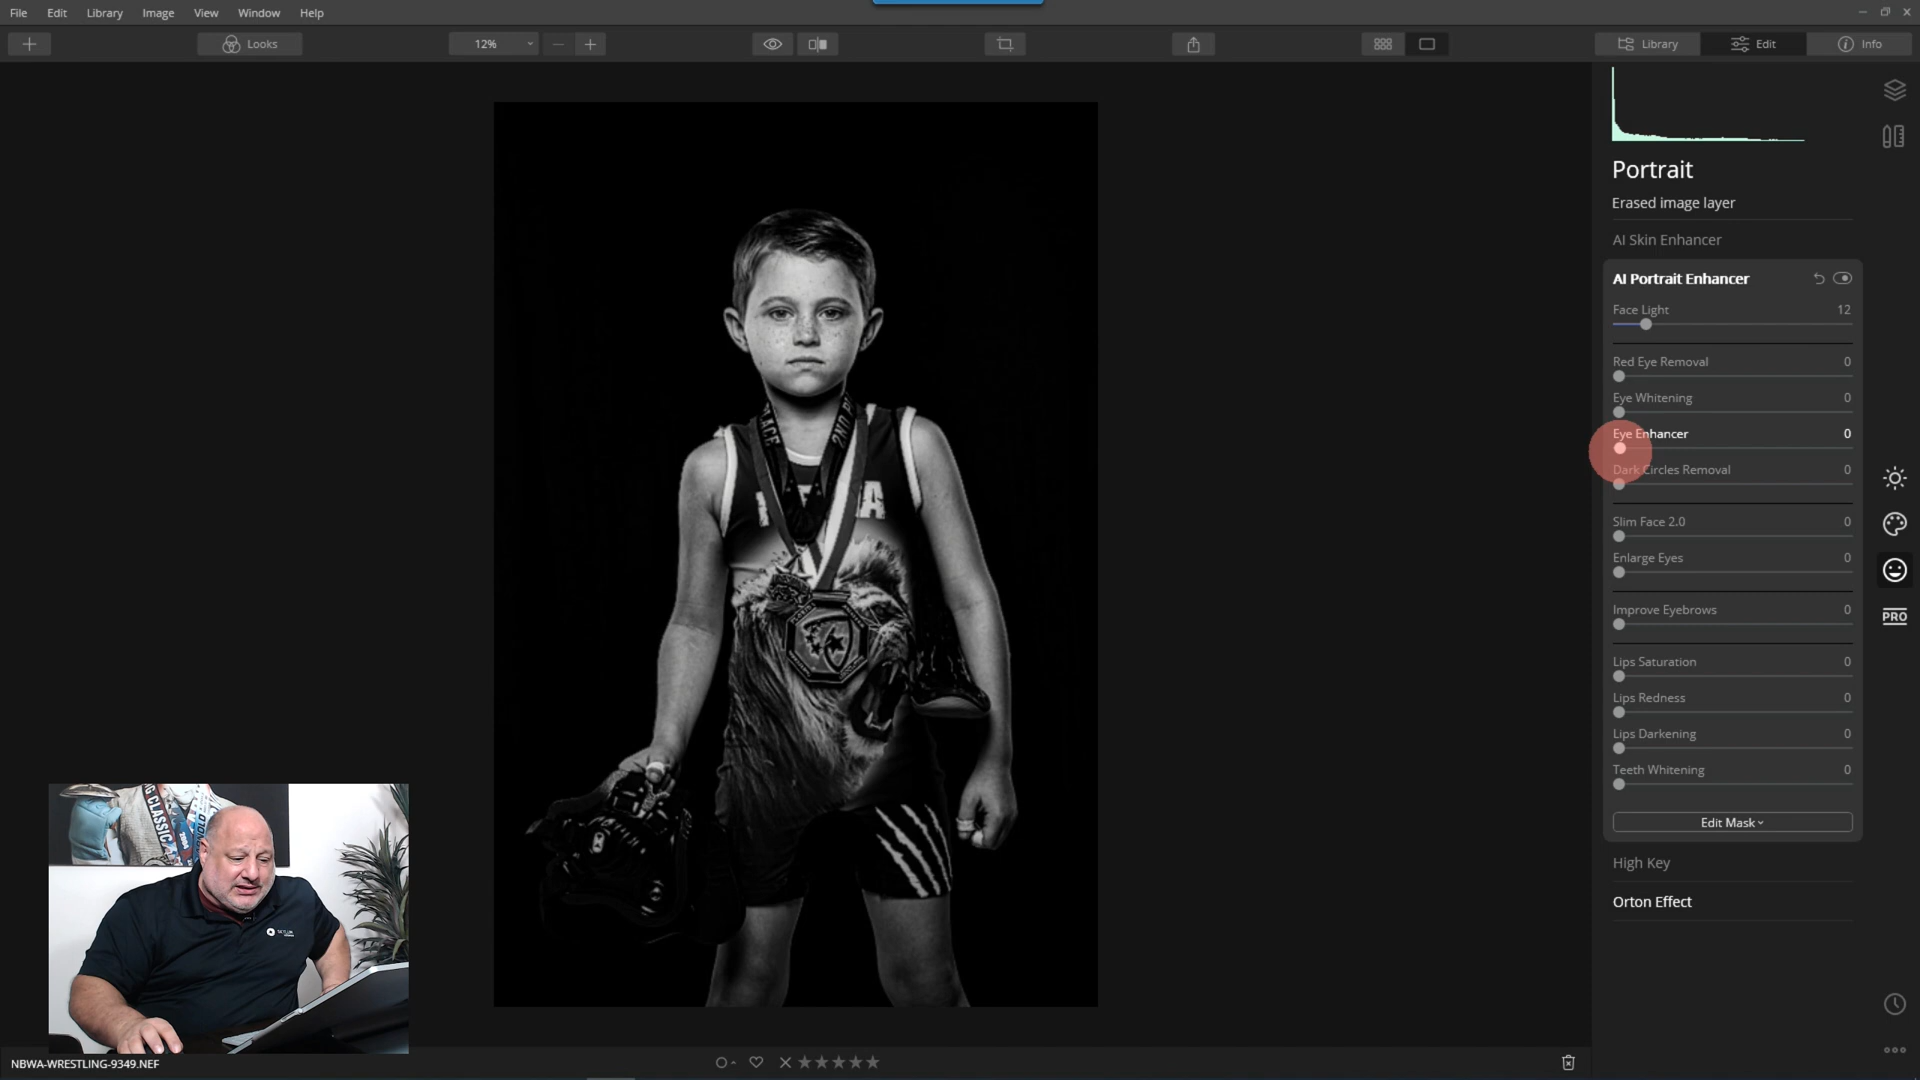 File Edit Library Image View Window Help
Looks 12% Library Edit Info
Portrait
Erased image layer
AI Skin Enhancer
AI Portrait Enhancer
Face Light 12
Red Eye Removal 0
Eye Whitening 0
Eye Enhancer 0
Dark Circles Removal 0
Slim Face 2.0 0
Enlarge Eyes 0
Improve Eyebrows 0
PRO
Lips Saturation 0
Lips Redness 0
Lips Darkening 0
Teeth Whitening 0
Edit Mask
High Key
Orton Effect
2ND
CLASSIC
NBWA-WRESTLING-9349.NEF